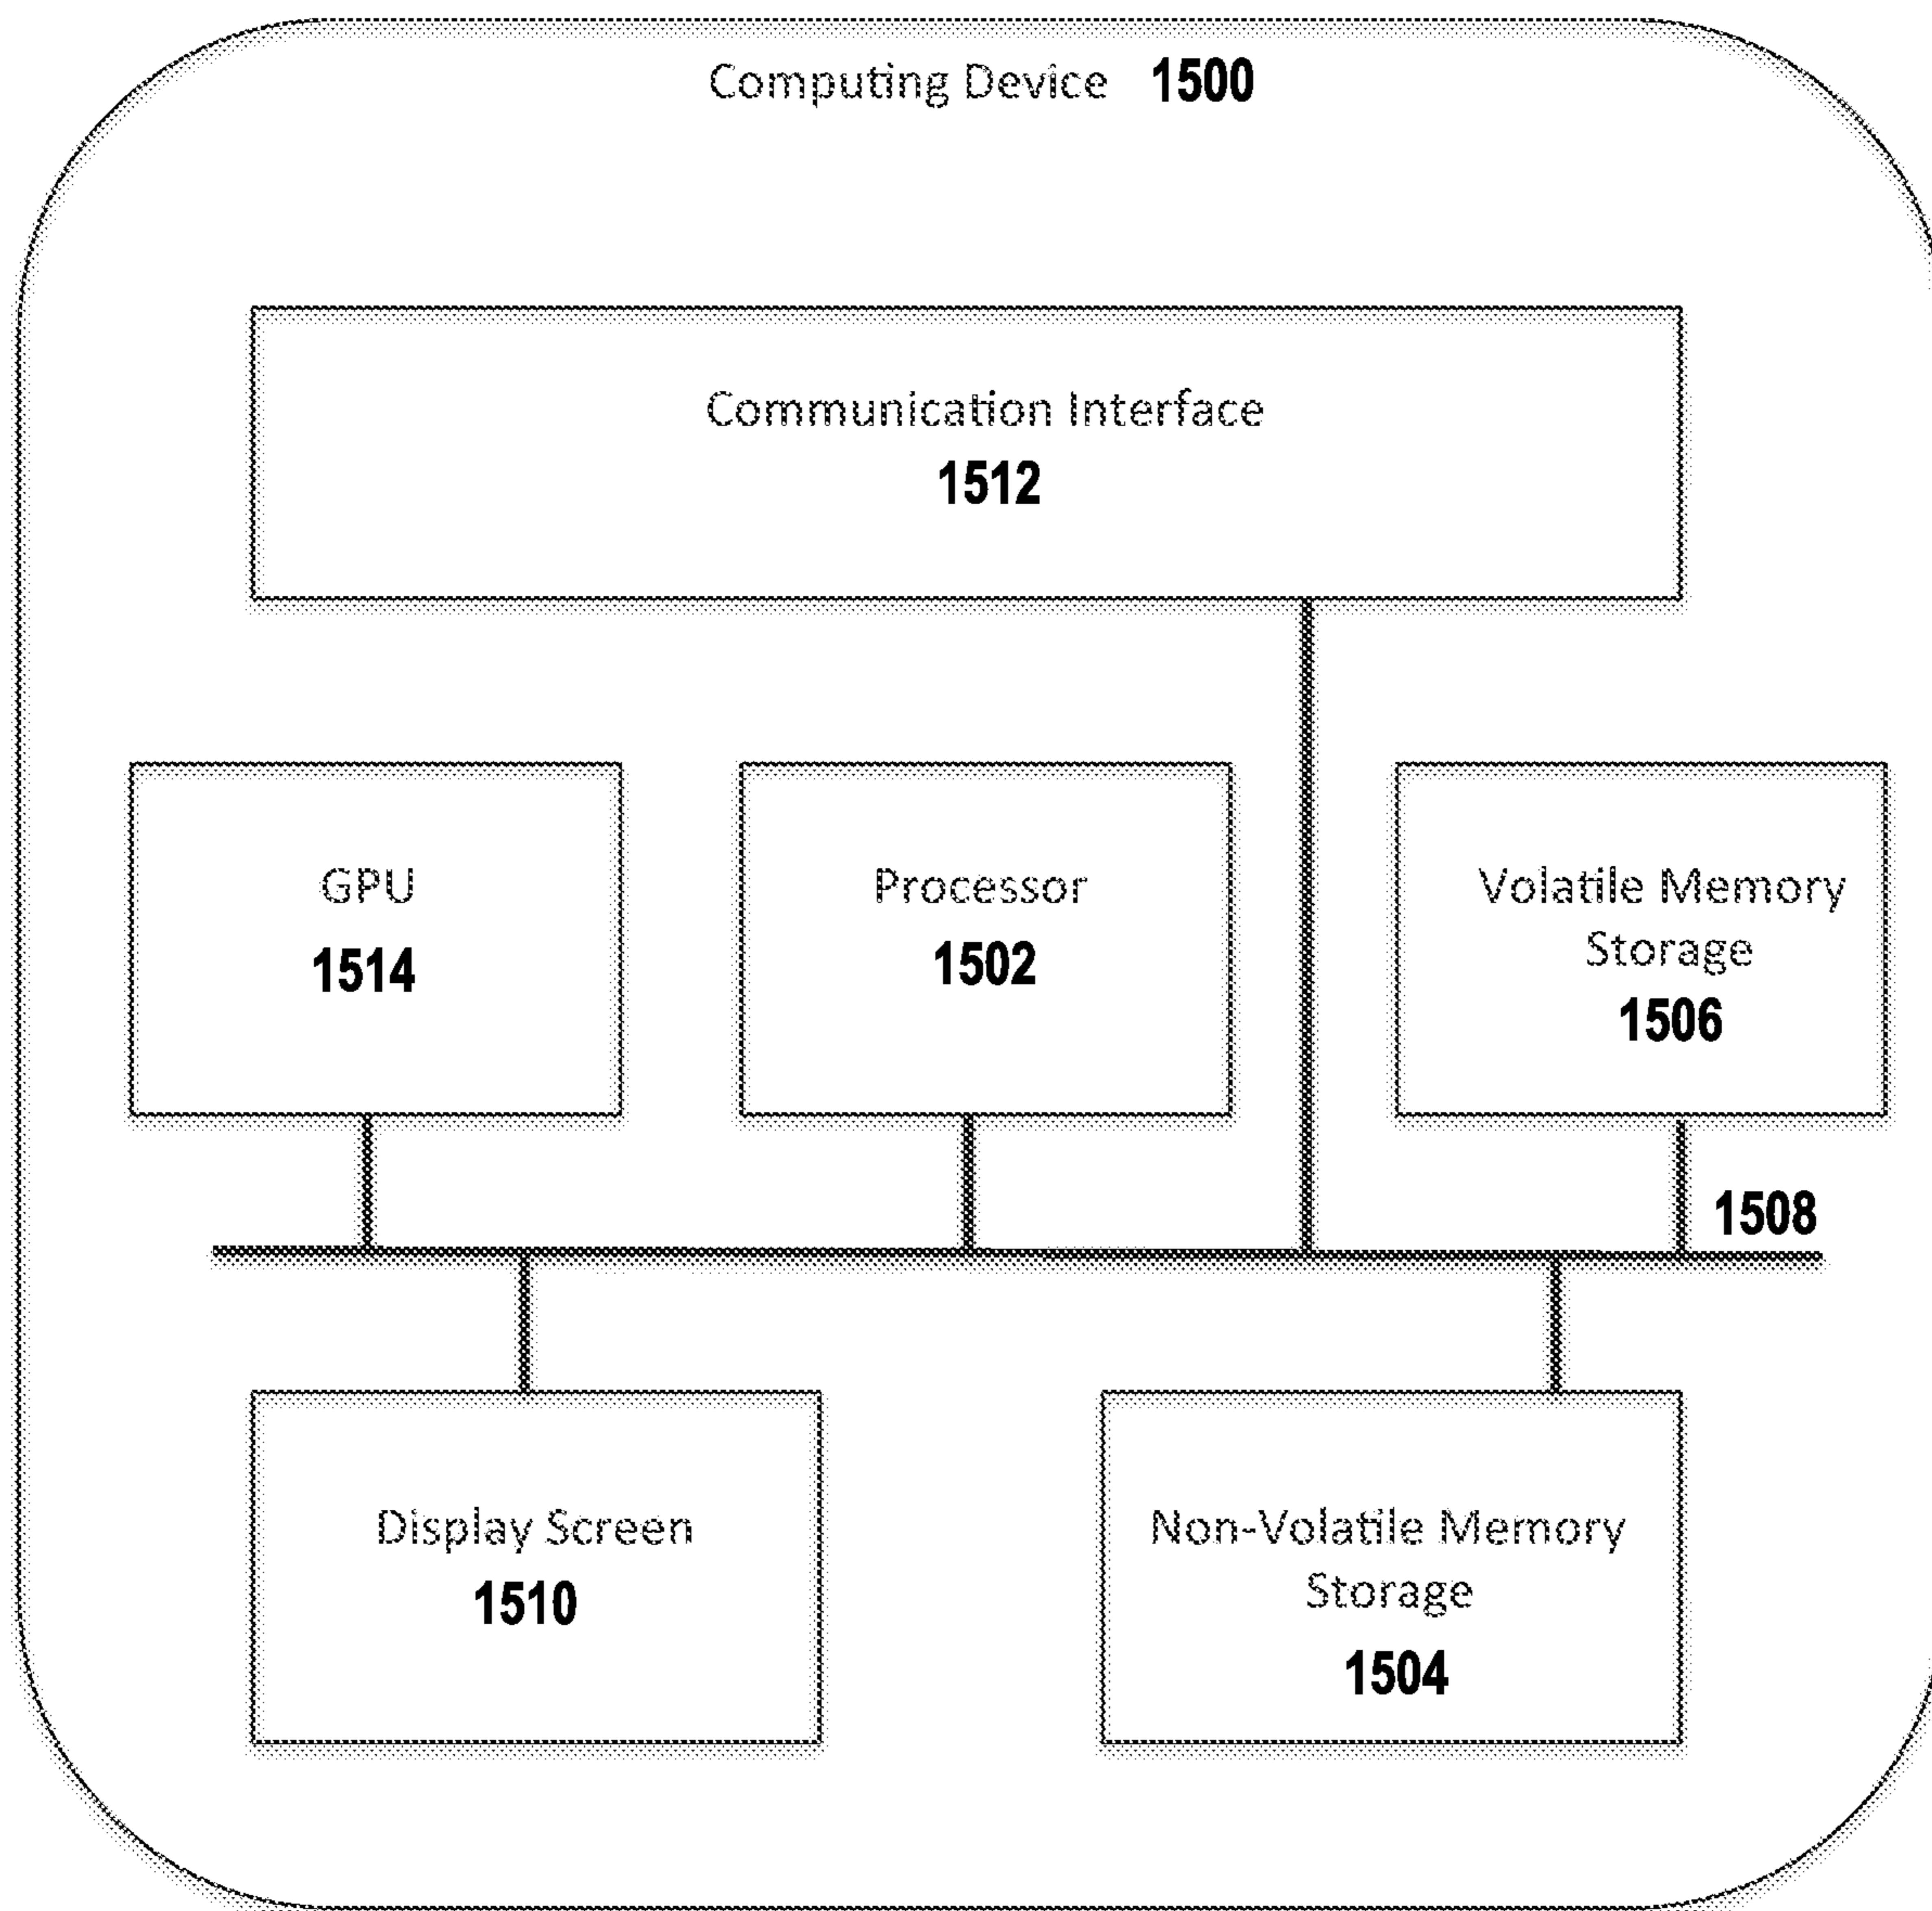 Computing Device 1500
Communication Interface
1512
GPU
1514
Processor
1502
Volatile Memory
Storage
1506
1508
Display Screen
1510
Non-Volatile Memory
Storage
1504